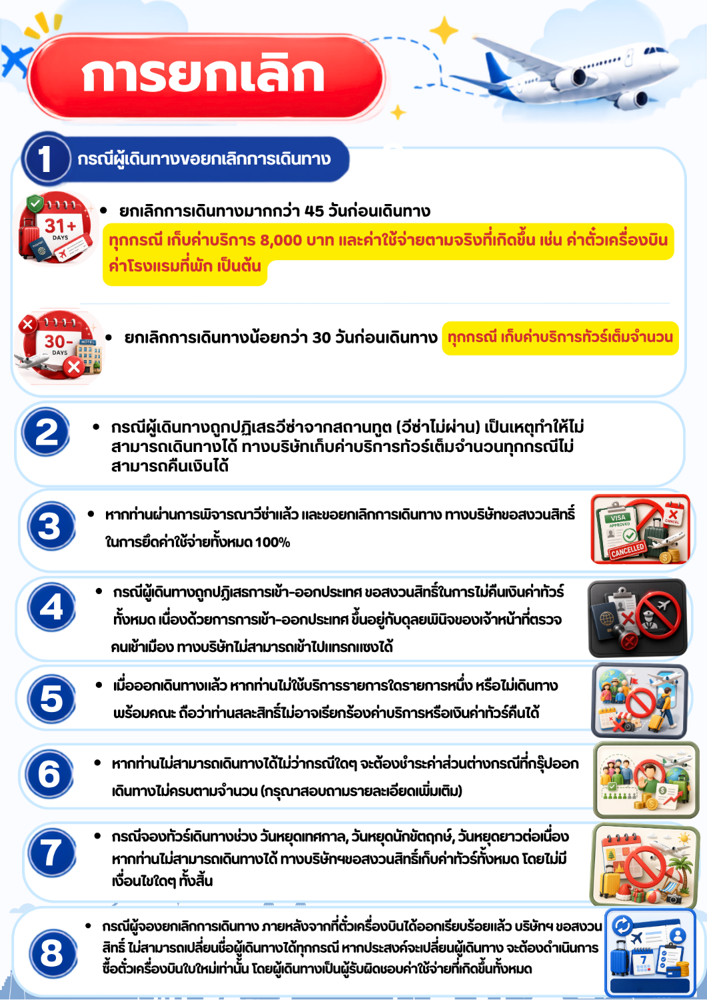 การยกเลิก
1 กรณีผู้เดินทางขอยกเลิกการเดินทาง
31+
DAYS
PASSPORT
• ยกเลิกการเดินทางมากกว่า 45 วันก่อนเดินทาง
ทุกกรณี เก็บค่าบริการ 8,000 บาท และค่าใช้จ่ายตามจริงที่เกิดขึ้น เช่น ค่าตั๋วเครื่องบิน
ค่าโรงแรมที่พัก เป็นต้น
30-
DAYS
HOTEL
• ยกเลิกการเดินทางน้อยกว่า 30 วันก่อนเดินทาง ทุกกรณี เก็บค่าบริการทัวร์เต็มจำนวน
2
• กรณีผู้เดินทางถูกปฏิเสธวีซ่าจากสถานทูต (วีซ่าไม่ผ่าน) เป็นเหตุทำให้ไม่
สามารถเดินทางได้ ทางบริษัทเก็บค่าบริการทัวร์เต็มจำนวนทุกกรณีไม่
สามารถคืนเงินได้
3
• หากท่านผ่านการพิจารณาวีซ่าแล้ว และขอยกเลิกการเดินทาง ทางบริษัทขอสงวนสิทธิ์
ในการยึดค่าใช้จ่ายทั้งหมด 100%
VISA
APPROVED
CANCEL
CANCELLED
4
• กรณีผู้เดินทางถูกปฏิเสธการเข้า-ออกประเทศ ขอสงวนสิทธิ์ในการไม่คืนเงินค่าทัวร์
ทั้งหมด เนื่องด้วยการการเข้า-ออกประเทศ ขึ้นอยู่กับดุลยพินิจของเจ้าหน้าที่ตรวจ
คนเข้าเมือง ทางบริษัทไม่สามารถเข้าไปแทรกแซงได้
5
• เมื่อออกเดินทางแล้ว หากท่านไม่ใช้บริการรายการใดรายการหนึ่ง หรือไม่เดินทาง
พร้อมคณะ ถือว่าท่านสละสิทธิ์ไม่อาจเรียกร้องค่าบริการหรือเงินค่าทัวร์คืนได้
6
• หากท่านไม่สามารถเดินทางได้ไม่ว่ากรณีใดๆ จะต้องชำระค่าส่วนต่างกรณีที่กรุ๊ปออก
เดินทางไม่ครบตามจำนวน (กรุณาสอบถามรายละเอียดเพิ่มเติม)
7
• กรณีจองทัวร์เดินทางช่วง วันหยุดเทศกาล, วันหยุดนักขัตฤกษ์, วันหยุดยาวต่อเนื่อง
หากท่านไม่สามารถเดินทางได้ ทางบริษัทฯขอสงวนสิทธิ์เก็บค่าทัวร์ทั้งหมด โดยไม่มี
เงื่อนไขใดๆ ทั้งสิ้น
8
• กรณีผู้จองยกเลิกการเดินทาง ภายหลังจากที่ตั๋วเครื่องบินได้ออกเรียบร้อยแล้ว บริษัทฯ ขอสงวน
สิทธิ์ ไม่สามารถเปลี่ยนชื่อผู้เดินทางได้ทุกกรณี หากประสงค์จะเปลี่ยนผู้เดินทาง จะต้องดำเนินการ
ซื้อตั๋วเครื่องบินใบใหม่เท่านั้น โดยผู้เดินทางเป็นผู้รับผิดชอบค่าใช้จ่ายที่เกิดขึ้นทั้งหมด
7